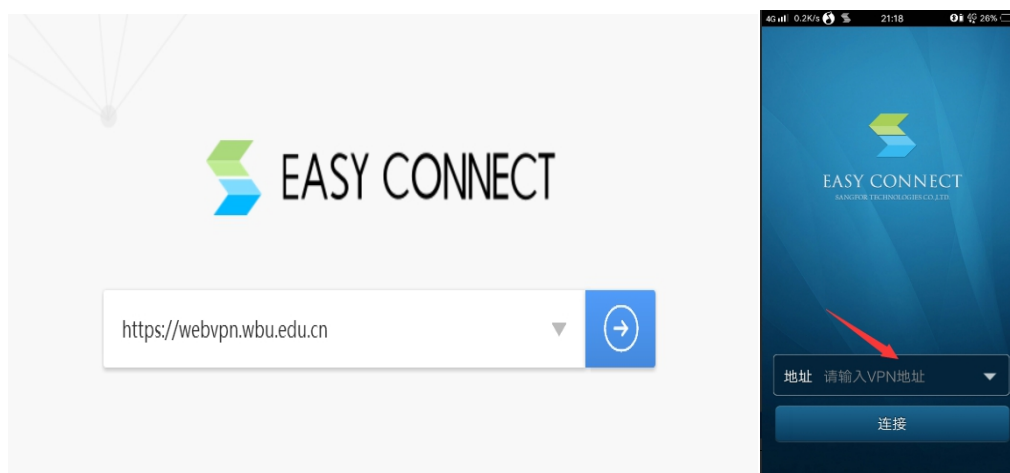 EASY CONNECT
https://webvpn.wbu.edu.cn
4G 0.2K/s 21:18 4G 26%
EASY CONNECT
SANGFOR TECHNOLOGIES CO.,LTD
地址 请输入VPN地址
连接